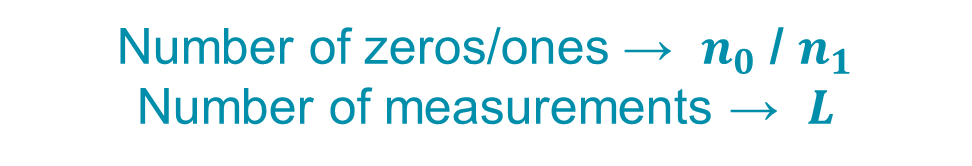 Number of zeros/ones → n₀ / n₁
Number of measurements → L